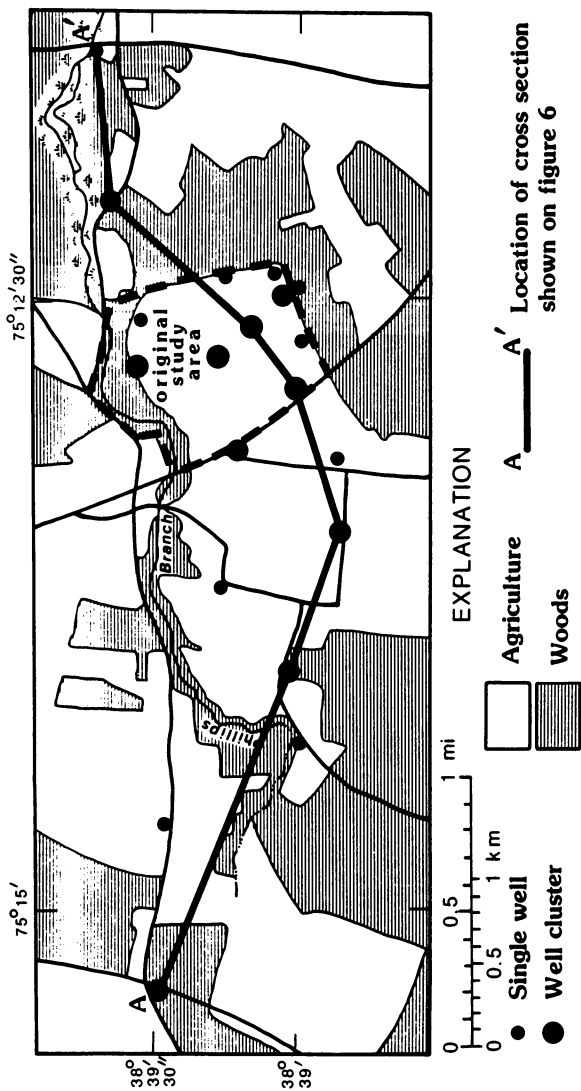 75° 15'
75° 12' 30"
38°
39'
30"
38°
39'
A
A'
original
study
area
Phillips
Branch
EXPLANATION
0 0.5 1 mi
0 0.5 1 km
Single well
Well cluster
Agriculture
Woods
A A' Location of cross section
shown on figure 6